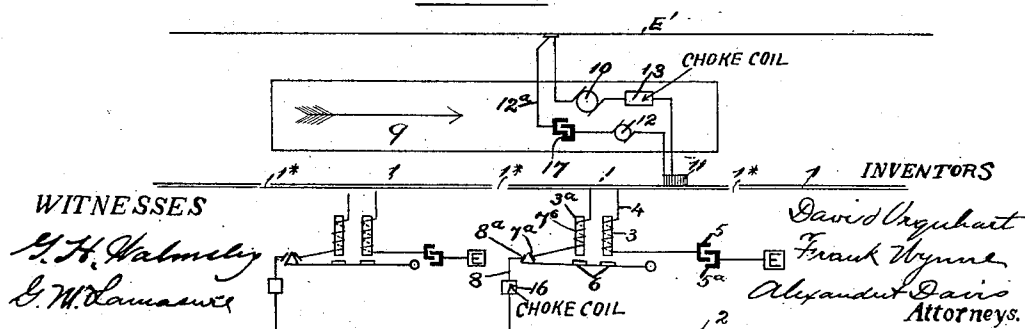 E'
CHOKE COIL
10 13
12ª 12
9
17 11
1* 1 1* 1 1* 1
INVENTORS
WITNESSES
3ª 4
7ᵇ 3
8ª 7ª 5
David Urquhart
G. H. Walmsley
Frank Wynne
E E
8 6 5ª
G. M. Lamasure
Alexander & Davis
16
CHOKE COIL
Attorneys.
2